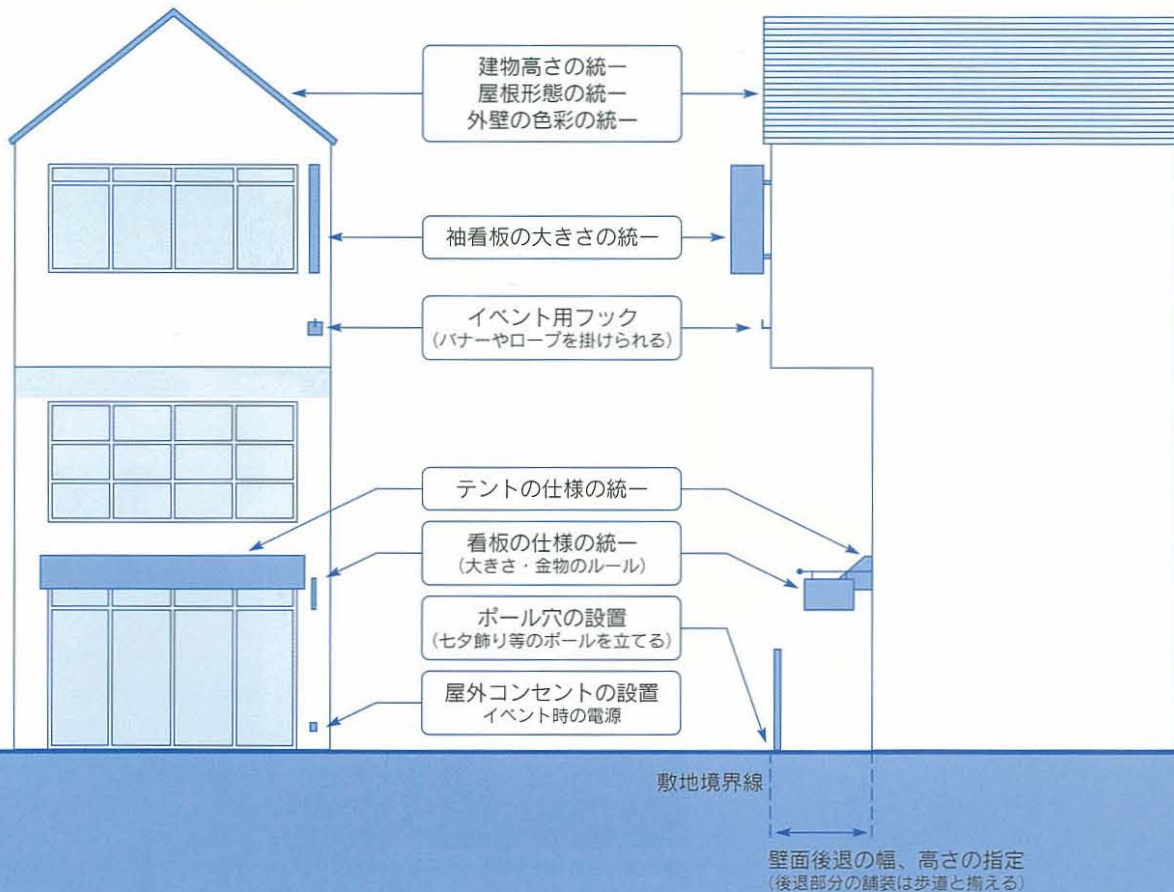 建物高さの統一
屋根形態の統一
外壁の色彩の統一
袖看板の大きさの統一
イベント用フック
(バナーやロープを掛けられる)
テントの仕様の統一
看板の仕様の統一
(大きさ・金物のルール)
ポール穴の設置
(七夕飾り等のポールを立てる)
屋外コンセントの設置
イベント時の電源
敷地境界線
壁面後退の幅、高さの指定
(後退部分の舗装は歩道と揃える)